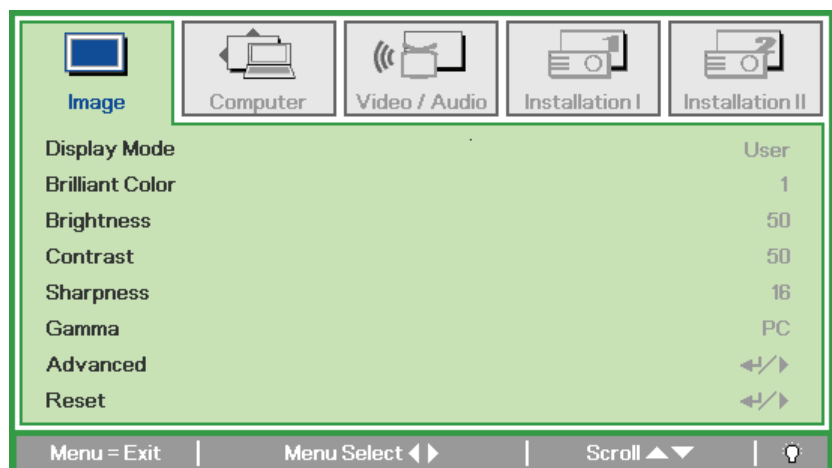 Image Computer Video / Audio Installation I Installation II
Display Mode User
Brilliant Color 1
Brightness 50
Contrast 50
Sharpness 16
Gamma PC
Advanced ↵/▶
Reset ↵/▶
Menu = Exit | Menu Select ◀▶ | Scroll ▲▼ |